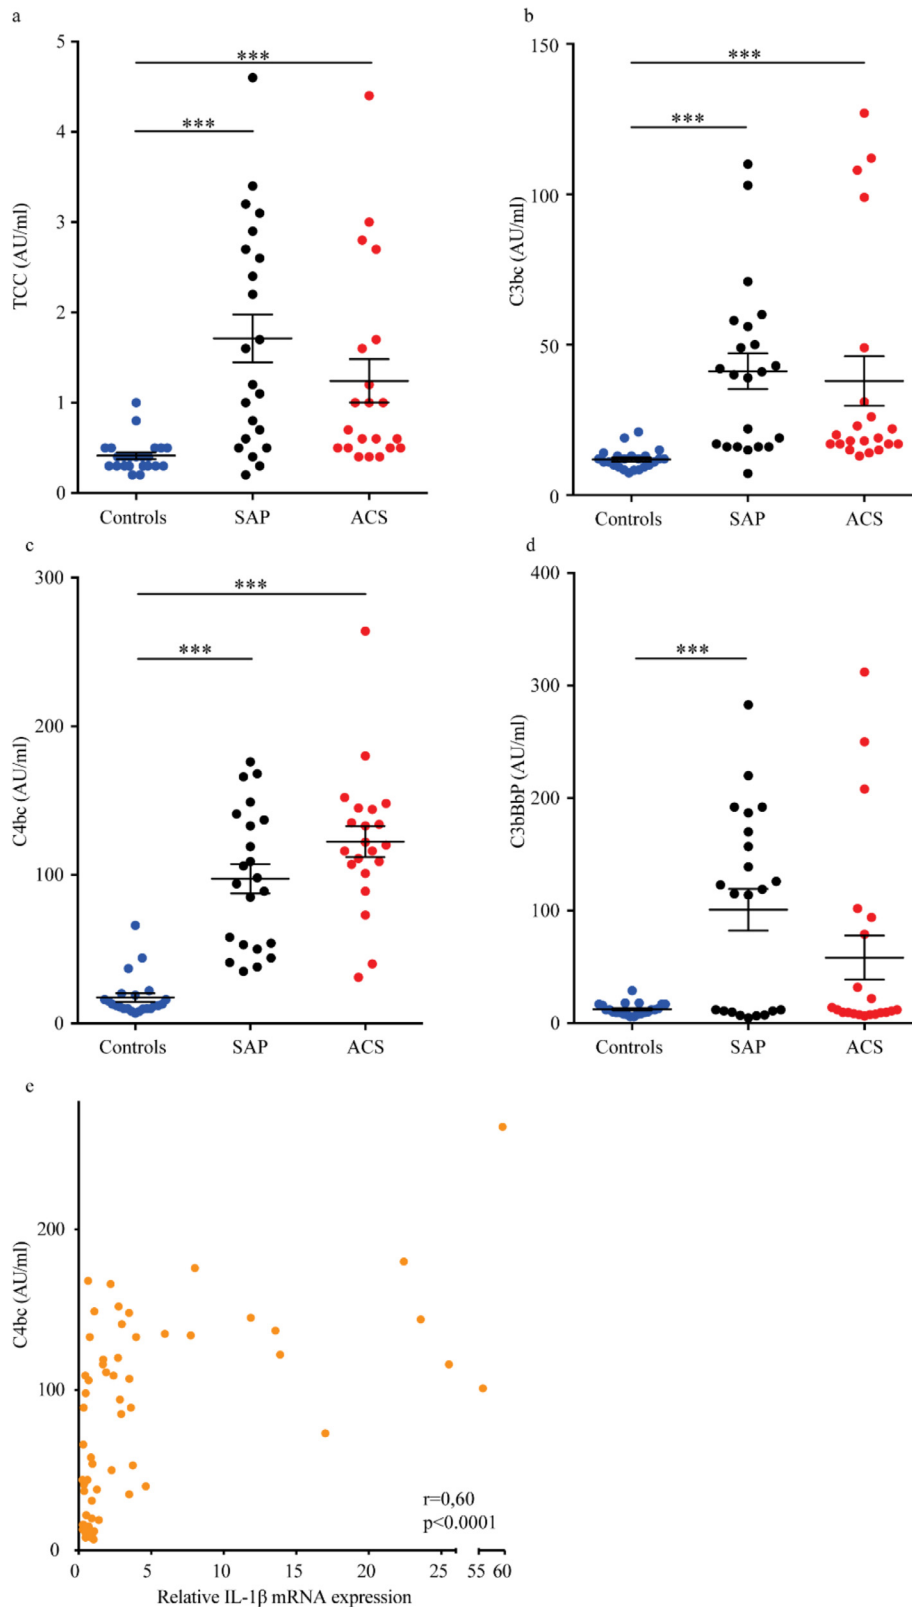 a
TCC (AU/ml)
5
4
3
2
1
0
***
***
Controls SAP ACS
b
C3bc (AU/ml)
150
100
50
0
***
***
Controls SAP ACS
c
C4bc (AU/ml)
300
200
100
0
***
***
Controls SAP ACS
d
C3bBbP (AU/ml)
400
300
200
100
0
***
Controls SAP ACS
e
C4bc (AU/ml)
200
100
0
r=0,60
p<0.0001
0 5 10 15 20 25 55 60
Relative IL-1β mRNA expression